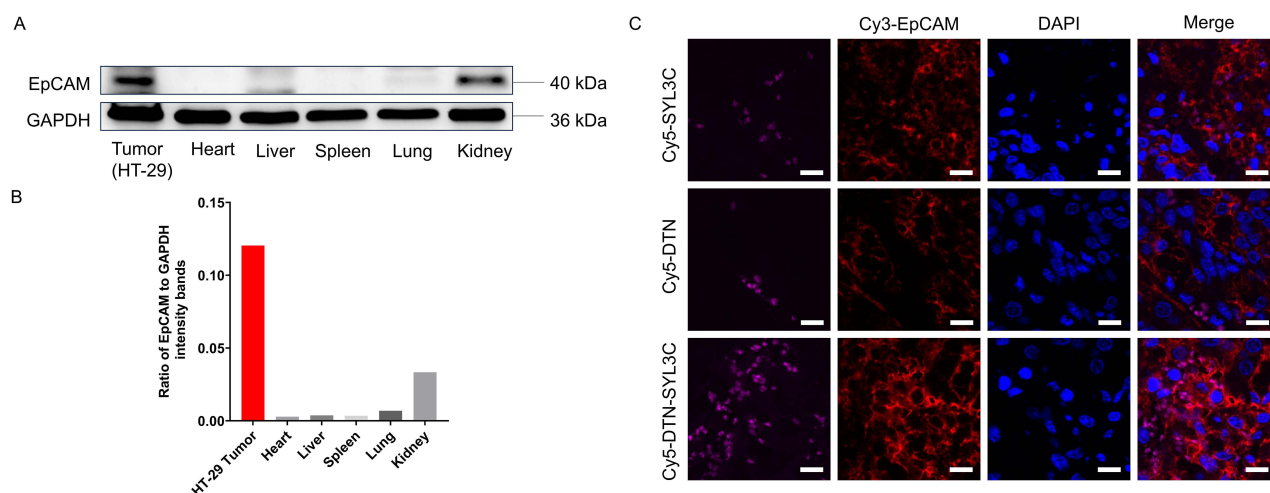 A
EpCAM
40 kDa
GAPDH
36 kDa
Tumor
(HT-29)
Heart
Liver
Spleen
Lung
Kidney
B
Ratio of EpCAM to GAPDH
intensity bands
0.15
0.10
0.05
0.00
HT-29 Tumor
Heart
Liver
Spleen
Lung
Kidney
C
Cy3-EpCAM
DAPI
Merge
Cy5-SYL3C
Cy5-DTN
Cy5-DTN-SYL3C